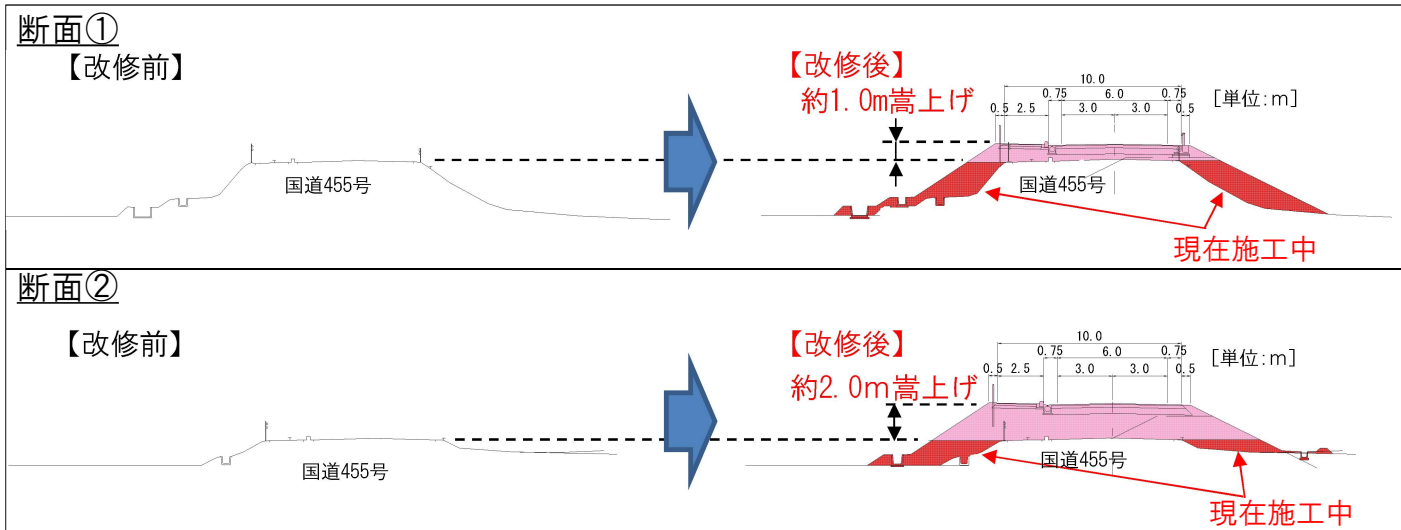 断面①
【改修前】
【改修後】
約1.0m嵩上げ
10.0
0.75 6.0 0.75
[単位:m]
0.5 2.5 3.0 3.0 0.5
国道455号
国道455号
現在施工中
断面②
【改修前】
【改修後】
約2.0m嵩上げ
10.0
0.75 6.0 0.75
[単位:m]
0.5 2.5 3.0 3.0 0.5
国道455号
国道455号
現在施工中